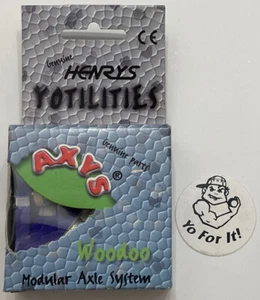 CE
Genuine
HENRYS
YOTILITIES
AXYS®
Genuine Parts
Woodoo
Modular Axle System
Yo For It!